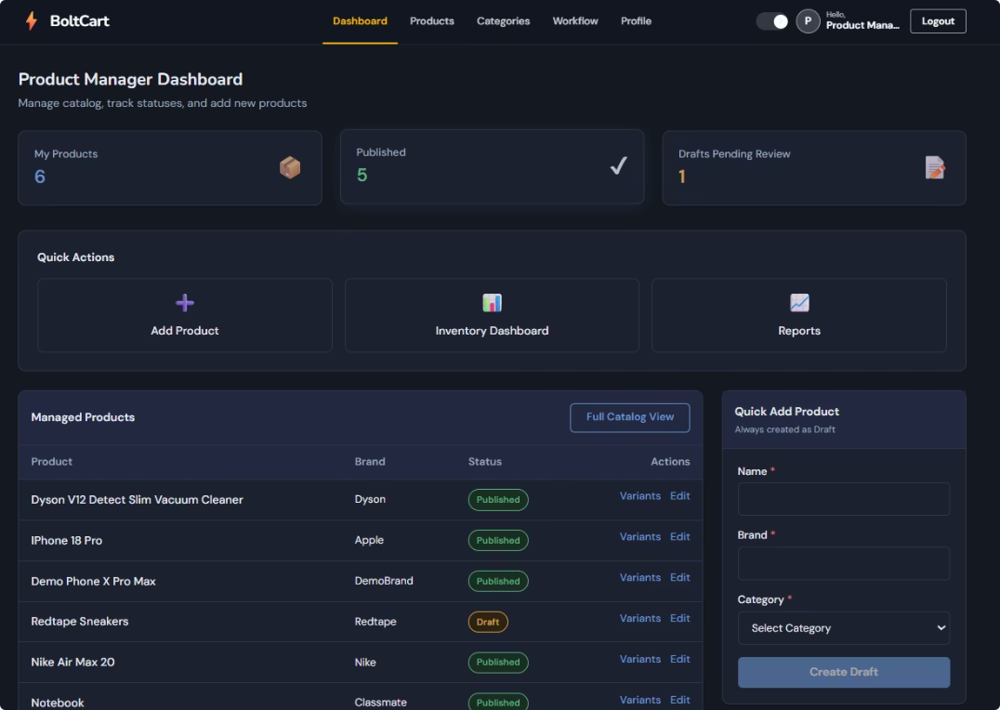 BoltCart
Dashboard Products Categories Workflow Profile
P
Hello,
Product Mana...
Logout
Product Manager Dashboard
Manage catalog, track statuses, and add new products
My Products
6
Published
5
Drafts Pending Review
1
Quick Actions
Add Product
Inventory Dashboard
Reports
Managed Products
Full Catalog View
Product Brand Status Actions
Dyson V12 Detect Slim Vacuum Cleaner Dyson Published Variants Edit
IPhone 18 Pro Apple Published Variants Edit
Demo Phone X Pro Max DemoBrand Published Variants Edit
Redtape Sneakers Redtape Draft Variants Edit
Nike Air Max 20 Nike Published Variants Edit
Notebook Classmate Published Variants Edit
Quick Add Product
Always created as Draft
Name *
Brand *
Category *
Select Category
Create Draft